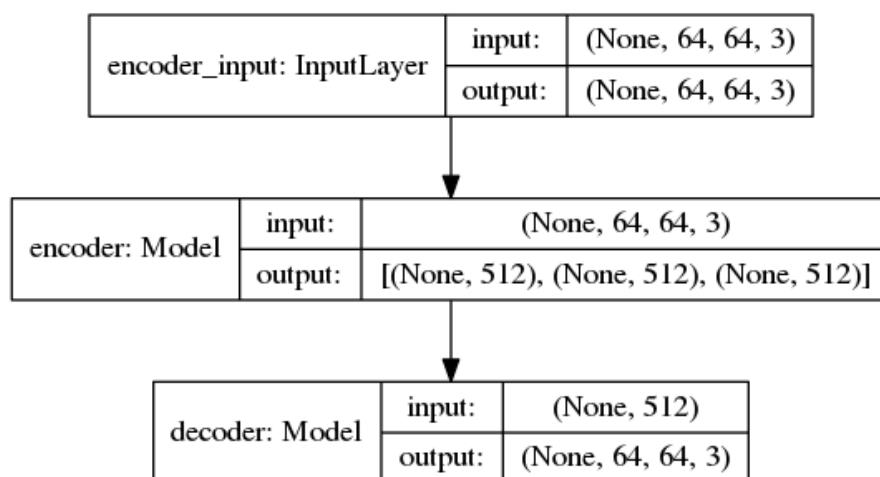 encoder_input: InputLayer
input: (None, 64, 64, 3)
output: (None, 64, 64, 3)
encoder: Model
input: (None, 64, 64, 3)
output: [(None, 512), (None, 512), (None, 512)]
decoder: Model
input: (None, 512)
output: (None, 64, 64, 3)